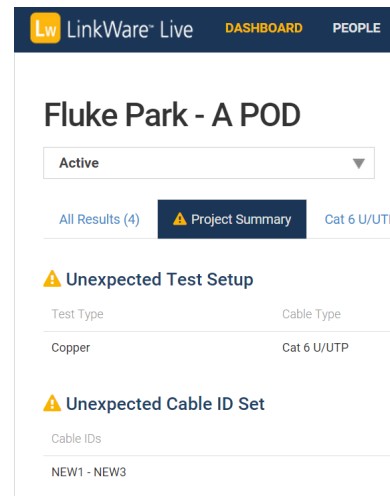 Lw LinkWare™ Live DASHBOARD PEOPLE
Fluke Park - A POD
Active
All Results (4) Project Summary Cat 6 U/UT
Unexpected Test Setup
Test Type Cable Type
Copper Cat 6 U/UTP
Unexpected Cable ID Set
Cable IDs
NEW1 - NEW3